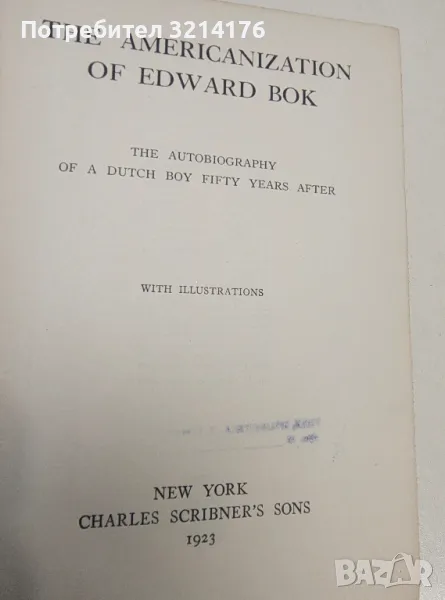 Потребител 3214176
THE AMERICANIZATION
OF EDWARD BOK
THE AUTOBIOGRAPHY
OF A DUTCH BOY FIFTY YEARS AFTER
WITH ILLUSTRATIONS
NEW YORK
CHARLES SCRIBNER'S SONS
1923
BAZAR